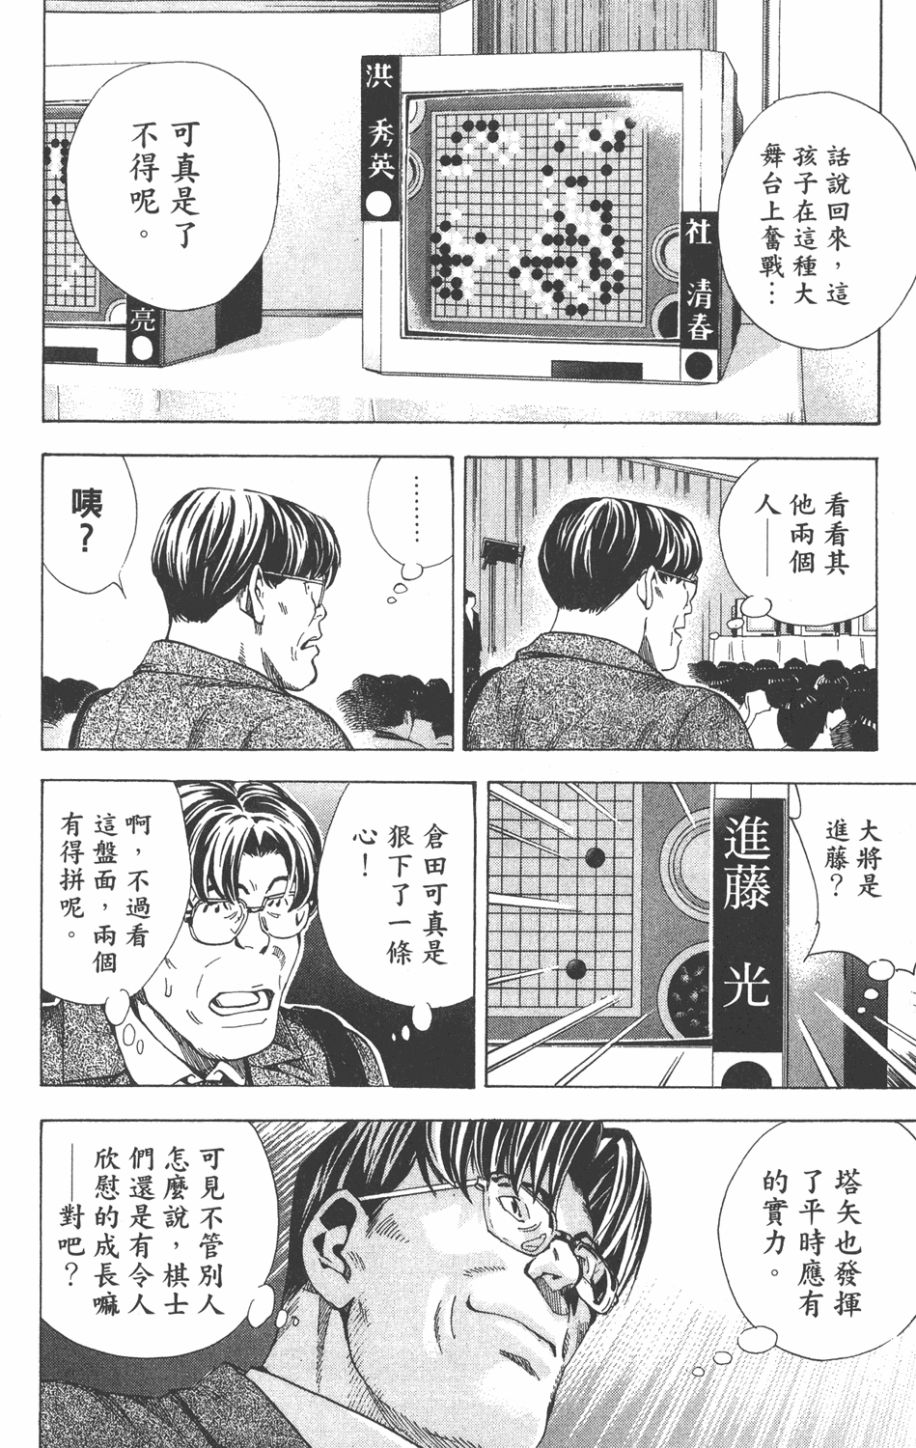 話說回來，這
孩子在這種大
舞台上奮戰…
社 清春
洪 秀英
可真是了
不得呢。
亮
看看其
他兩個
人——
………
咦？
大將是
進藤？
進藤 光
倉田可真是
狠下了一條
心！
啊，不過看
這盤面，兩個
有得拼呢。
塔矢也發揮
了平時應有
的實力。
可見不管別人
怎麼說，棋士
們還是有令人
欣慰的成長嘛
——對吧？